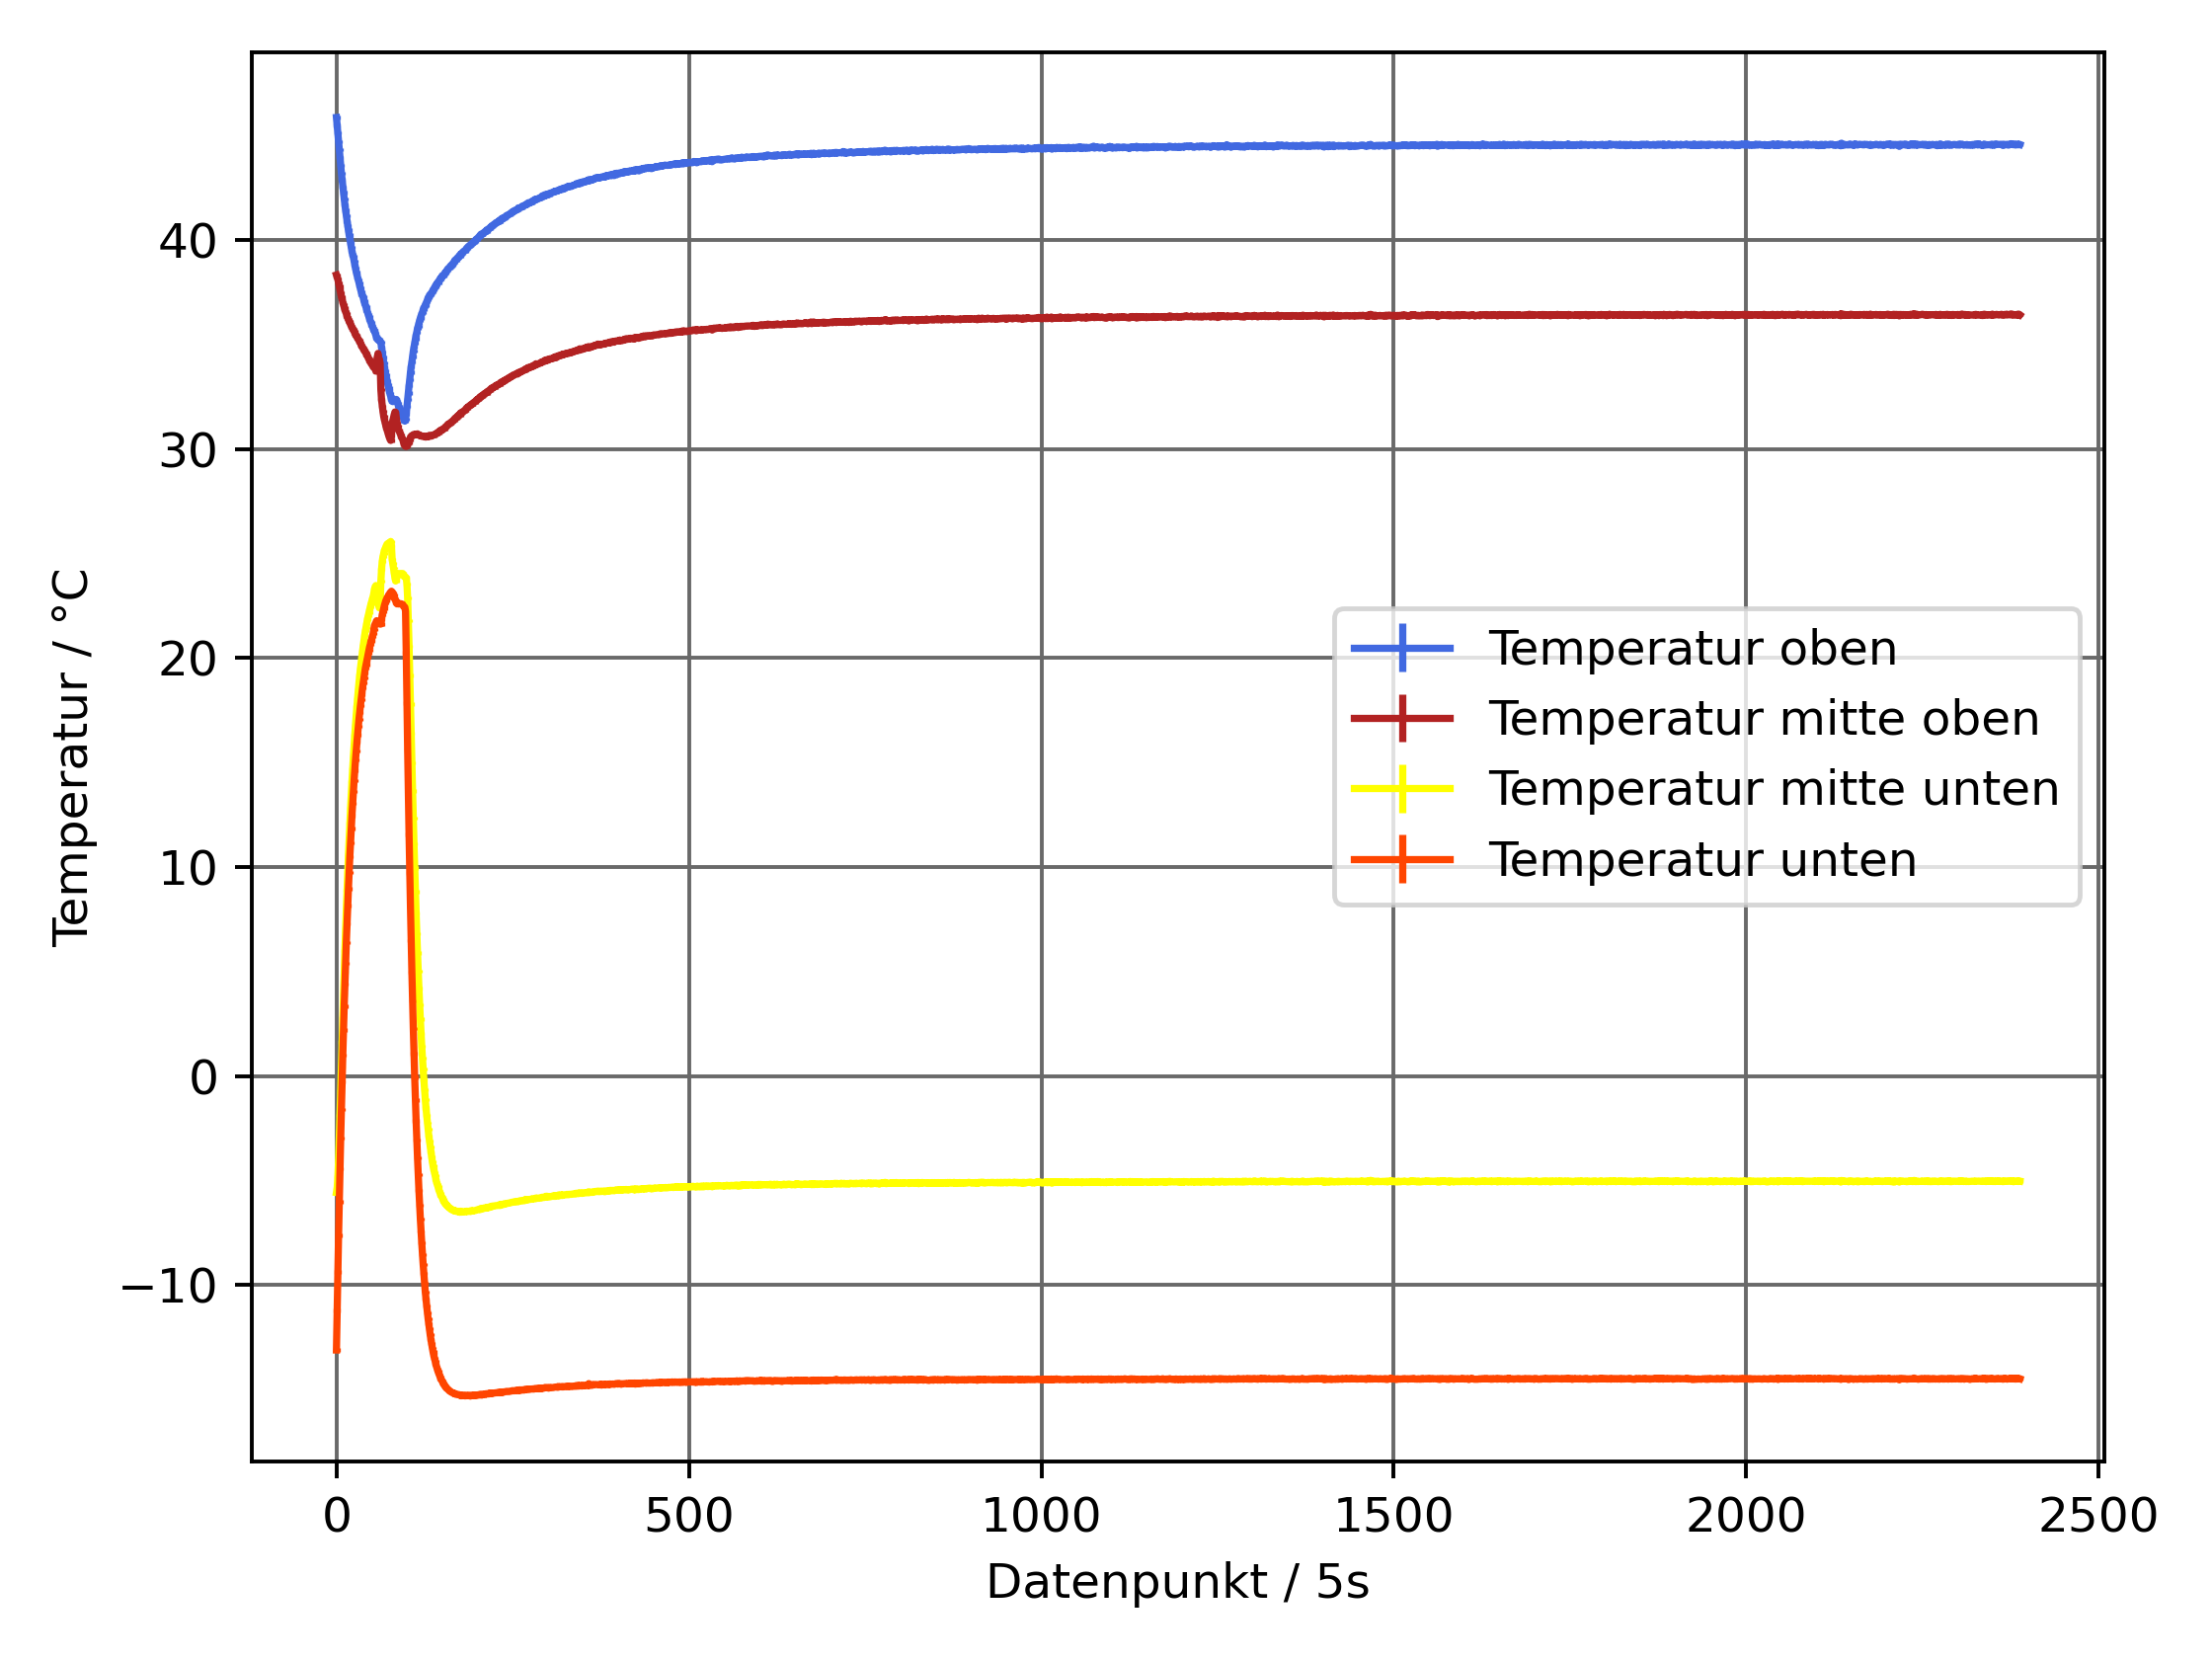 Temperatur / °C
40
30
20
10
0
−10
Temperatur oben
Temperatur mitte oben
Temperatur mitte unten
Temperatur unten
0 500 1000 1500 2000 2500
Datenpunkt / 5s